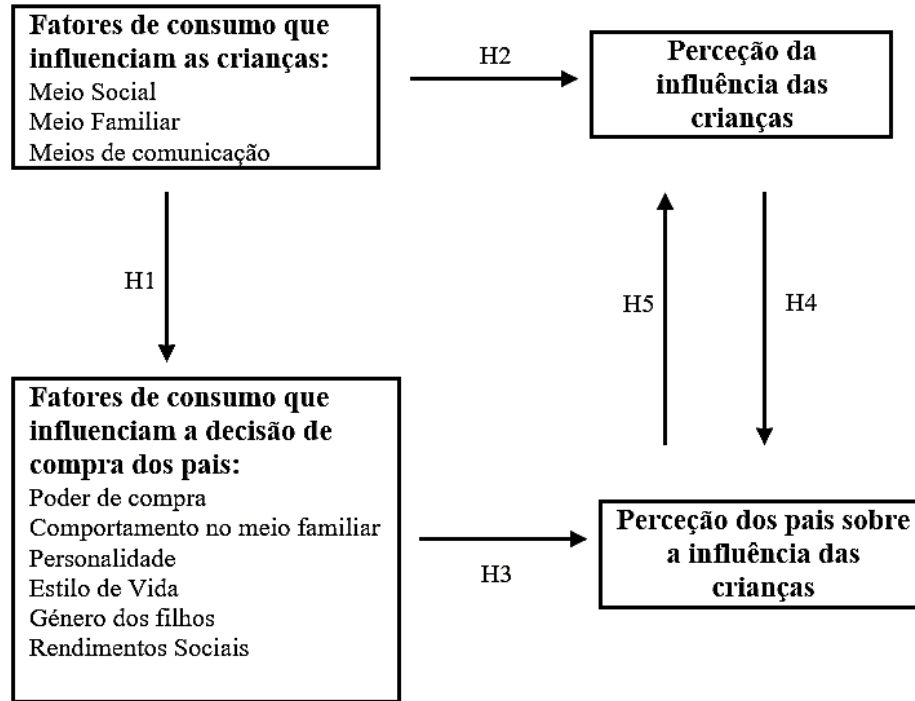 Fatores de consumo que
influenciam as crianças:
Meio Social
Meio Familiar
Meios de comunicação
H2
Perceção da
influência das
crianças
H1
H5
H4
Fatores de consumo que
influenciam a decisão de
compra dos pais:
Poder de compra
Comportamento no meio familiar
Personalidade
Estilo de Vida
Género dos filhos
Rendimentos Sociais
H3
Perceção dos pais sobre
a influência das
crianças